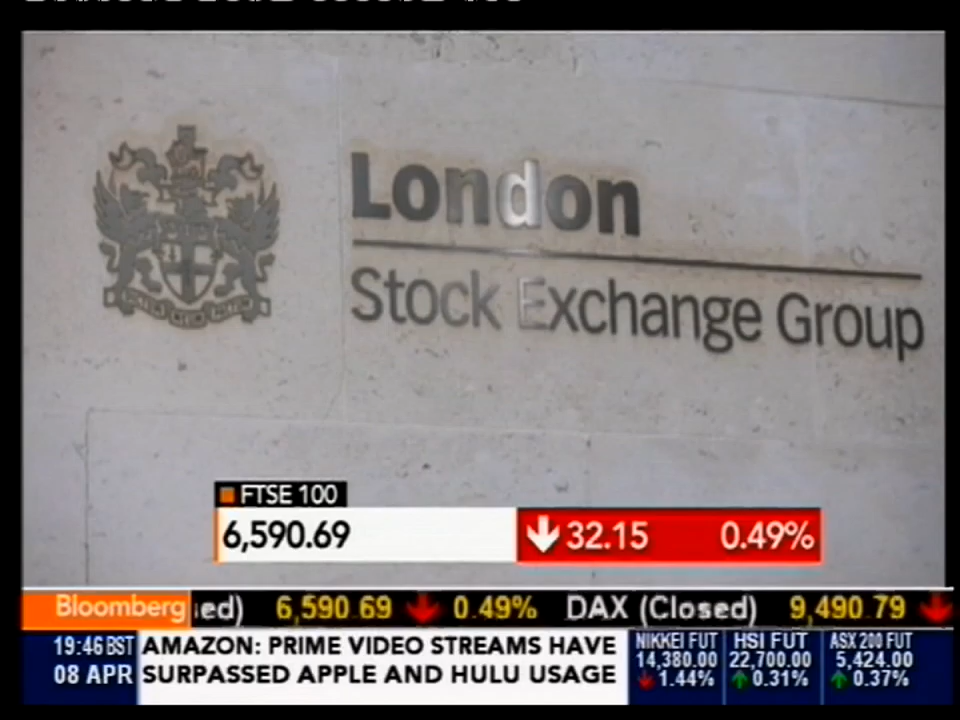 London
Stock Exchange Group
FTSE 100
6,590.69 32.15 0.49%
Bloomberg sed) 6,590.69 0.49% DAX (Closed) 9,490.79
19:46 BST AMAZON: PRIME VIDEO STREAMS HAVE
08 APR SURPASSED APPLE AND HULU USAGE
NIKKEI FUT HSI FUT ASX 200 FUT
14,380.00 22,700.00 5,424.00
1.44% 0.31% 0.37%